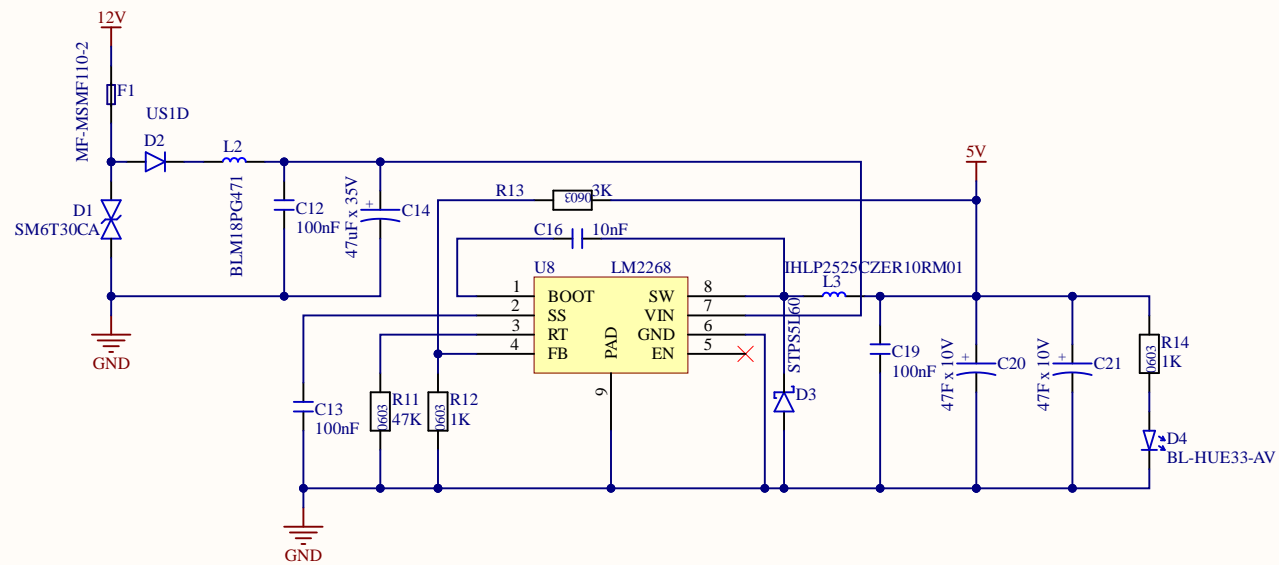 12V
MF-MSMF110-2
F1
US1D
D2
L2
BLM18PG471
D1
SM6T30CA
C12
100nF
47uF x 35V
+
C14
GND
R13
0603
3K
C16
10nF
U8
LM2268
1
BOOT
2
SS
3
RT
4
FB
PAD
9
SW
8
VIN
7
GND
6
EN
5
IHLP2525CZER10RM01
L3
STPS5L60
D3
5V
C13
100nF
R11
0603
47K
R12
0603
1K
C19
100nF
47F x 10V
+
C20
47F x 10V
+
C21
R14
0603
1K
D4
BL-HUE33-AV
GND